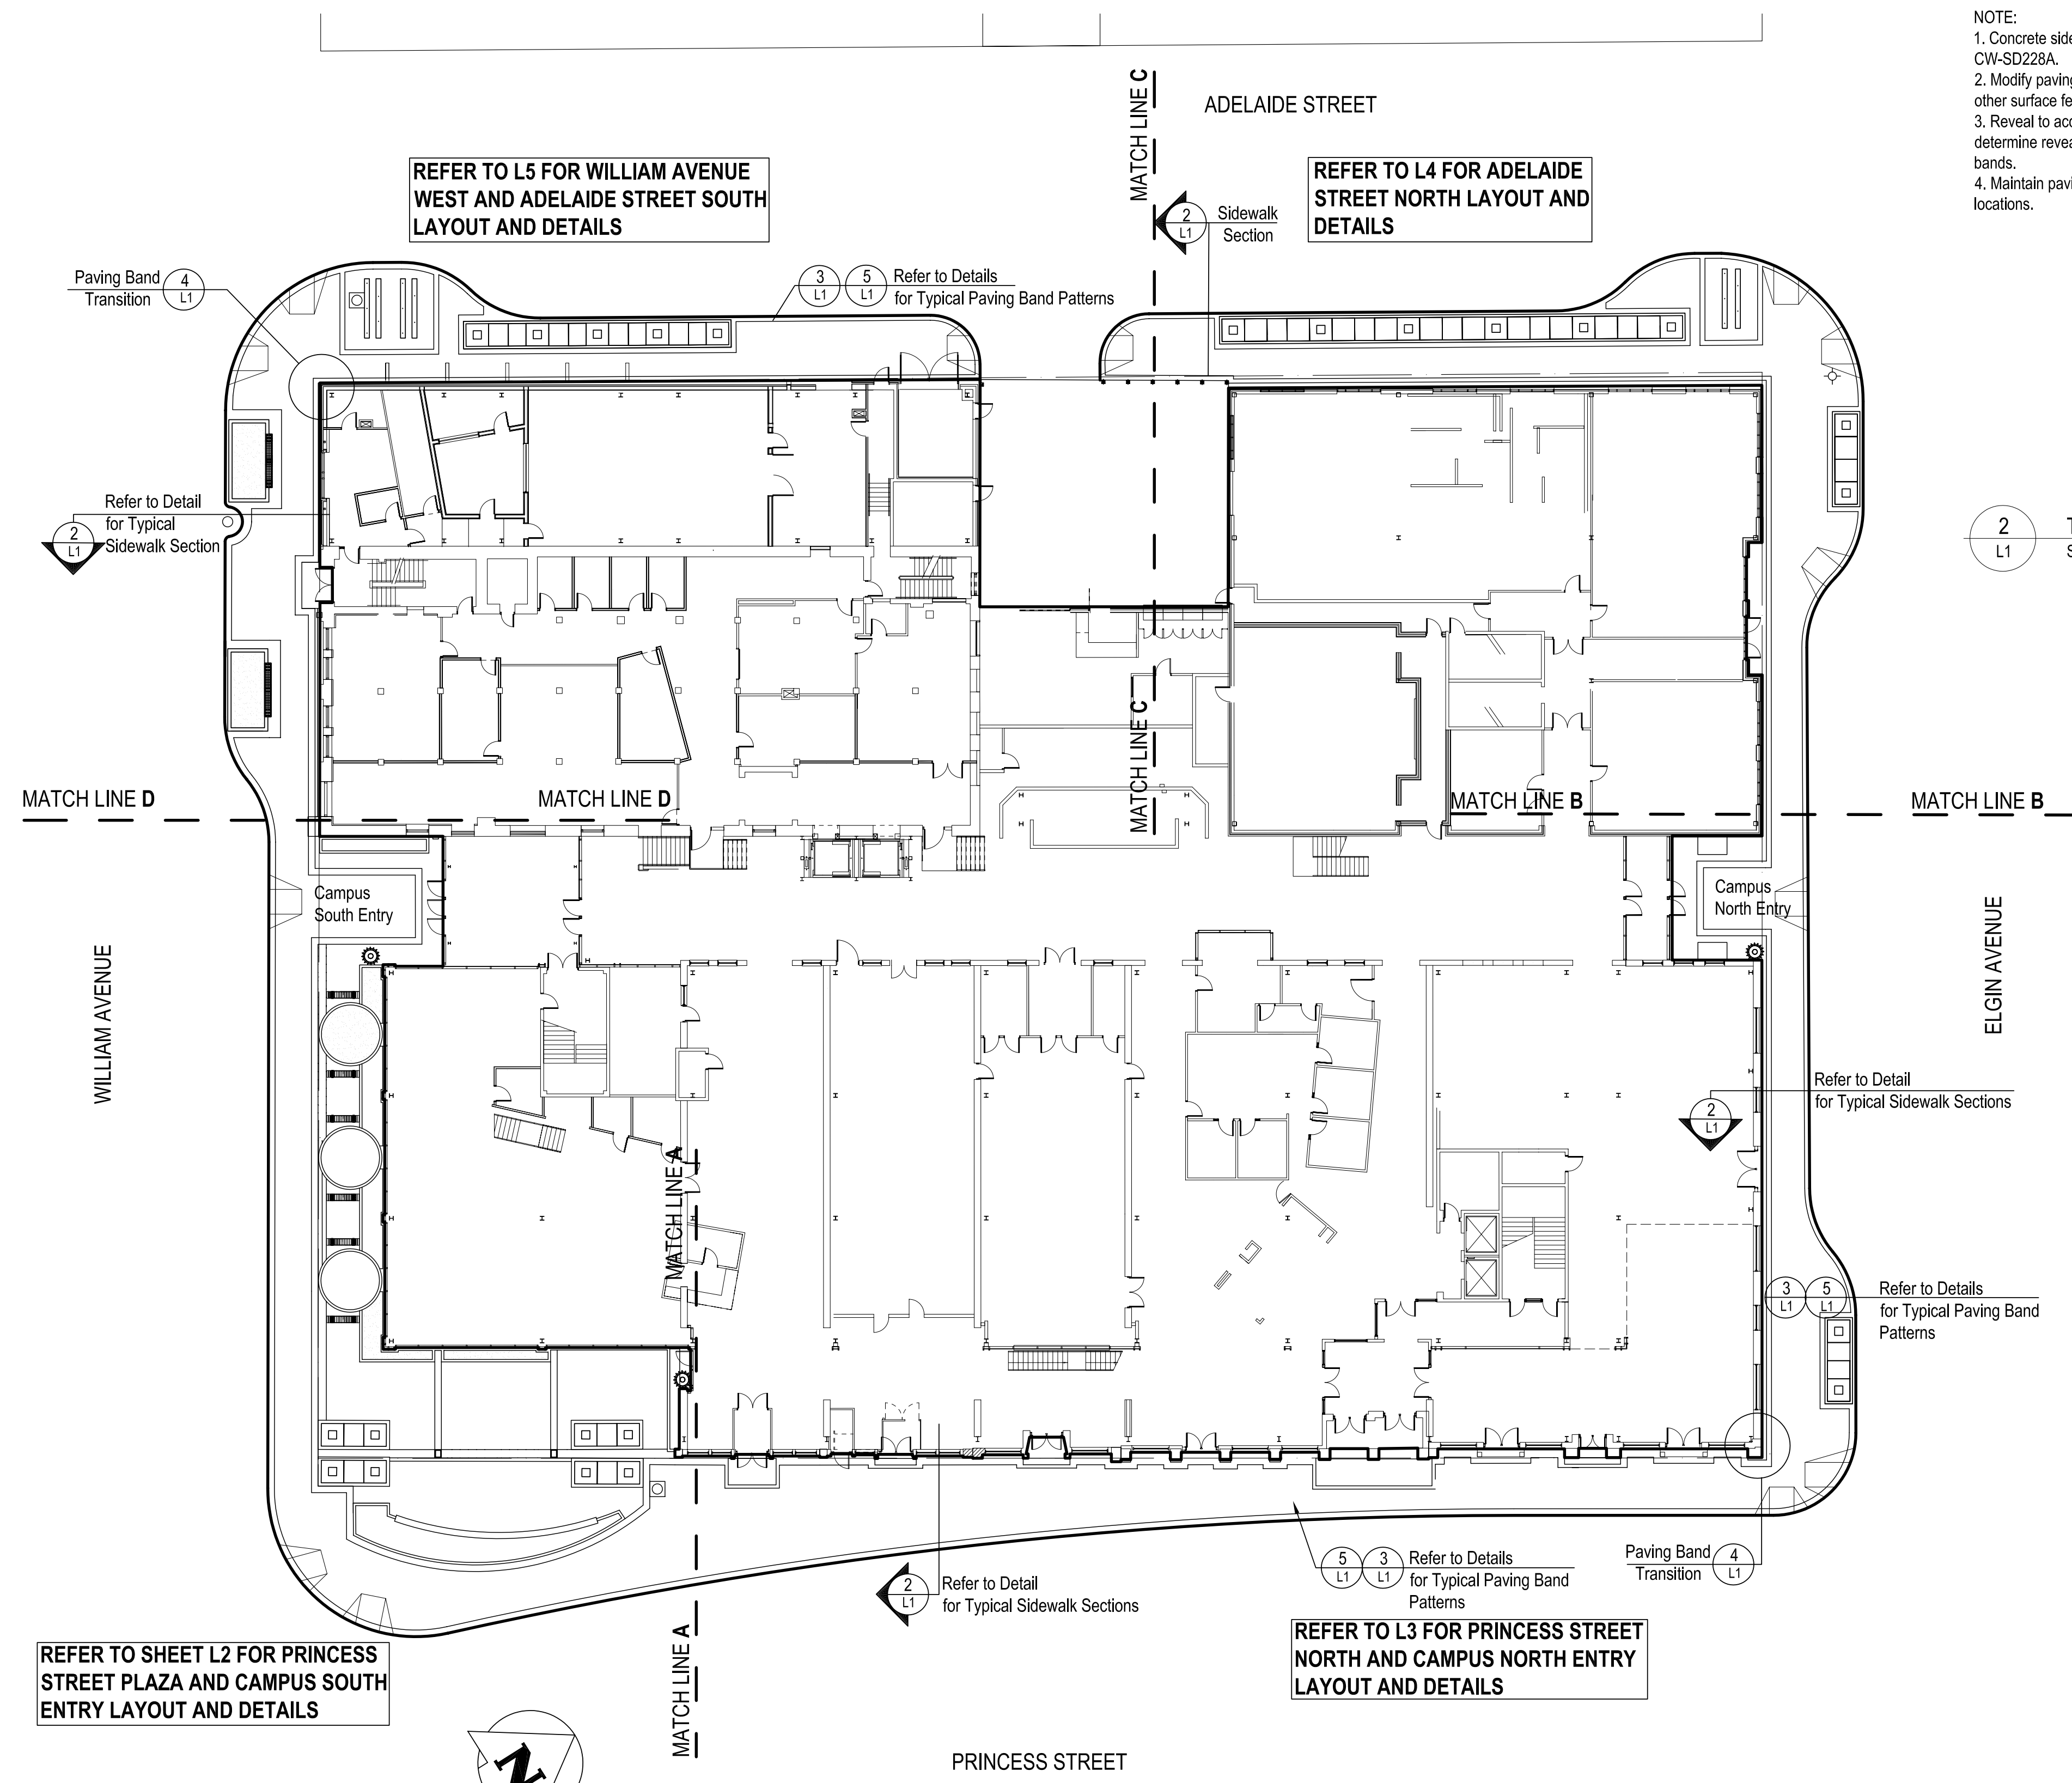 NOTE:
1. Concrete side
CW-SD228A.
2. Modify paving
other surface fe
3. Reveal to acc
determine revea
bands.
4. Maintain pavi
locations.
MATCH LINE C
ADELAIDE STREET
REFER TO L5 FOR WILLIAM AVENUE
WEST AND ADELAIDE STREET SOUTH
LAYOUT AND DETAILS
REFER TO L4 FOR ADELAIDE
STREET NORTH LAYOUT AND
DETAILS
2
L1
Sidewalk
Section
Paving Band
Transition
4
L1
3
L1
5
L1
Refer to Details
for Typical Paving Band Patterns
Refer to Detail
for Typical
Sidewalk Section
2
L1
2
L1
T
S
MATCH LINE C
MATCH LINE D
MATCH LINE D
MATCH LINE B
MATCH LINE B
Campus
South Entry
Campus
North Entry
WILLIAM AVENUE
ELGIN AVENUE
Refer to Detail
for Typical Sidewalk Sections
2
L1
MATCH LINE A
3
L1
5
L1
Refer to Details
for Typical Paving Band
Patterns
5
L1
3
L1
Refer to Details
for Typical Paving Band
Patterns
Paving Band
Transition
4
L1
2
L1
Refer to Detail
for Typical Sidewalk Sections
REFER TO SHEET L2 FOR PRINCESS
STREET PLAZA AND CAMPUS SOUTH
ENTRY LAYOUT AND DETAILS
MATCH LINE A
REFER TO L3 FOR PRINCESS STREET
NORTH AND CAMPUS NORTH ENTRY
LAYOUT AND DETAILS
N
PRINCESS STREET